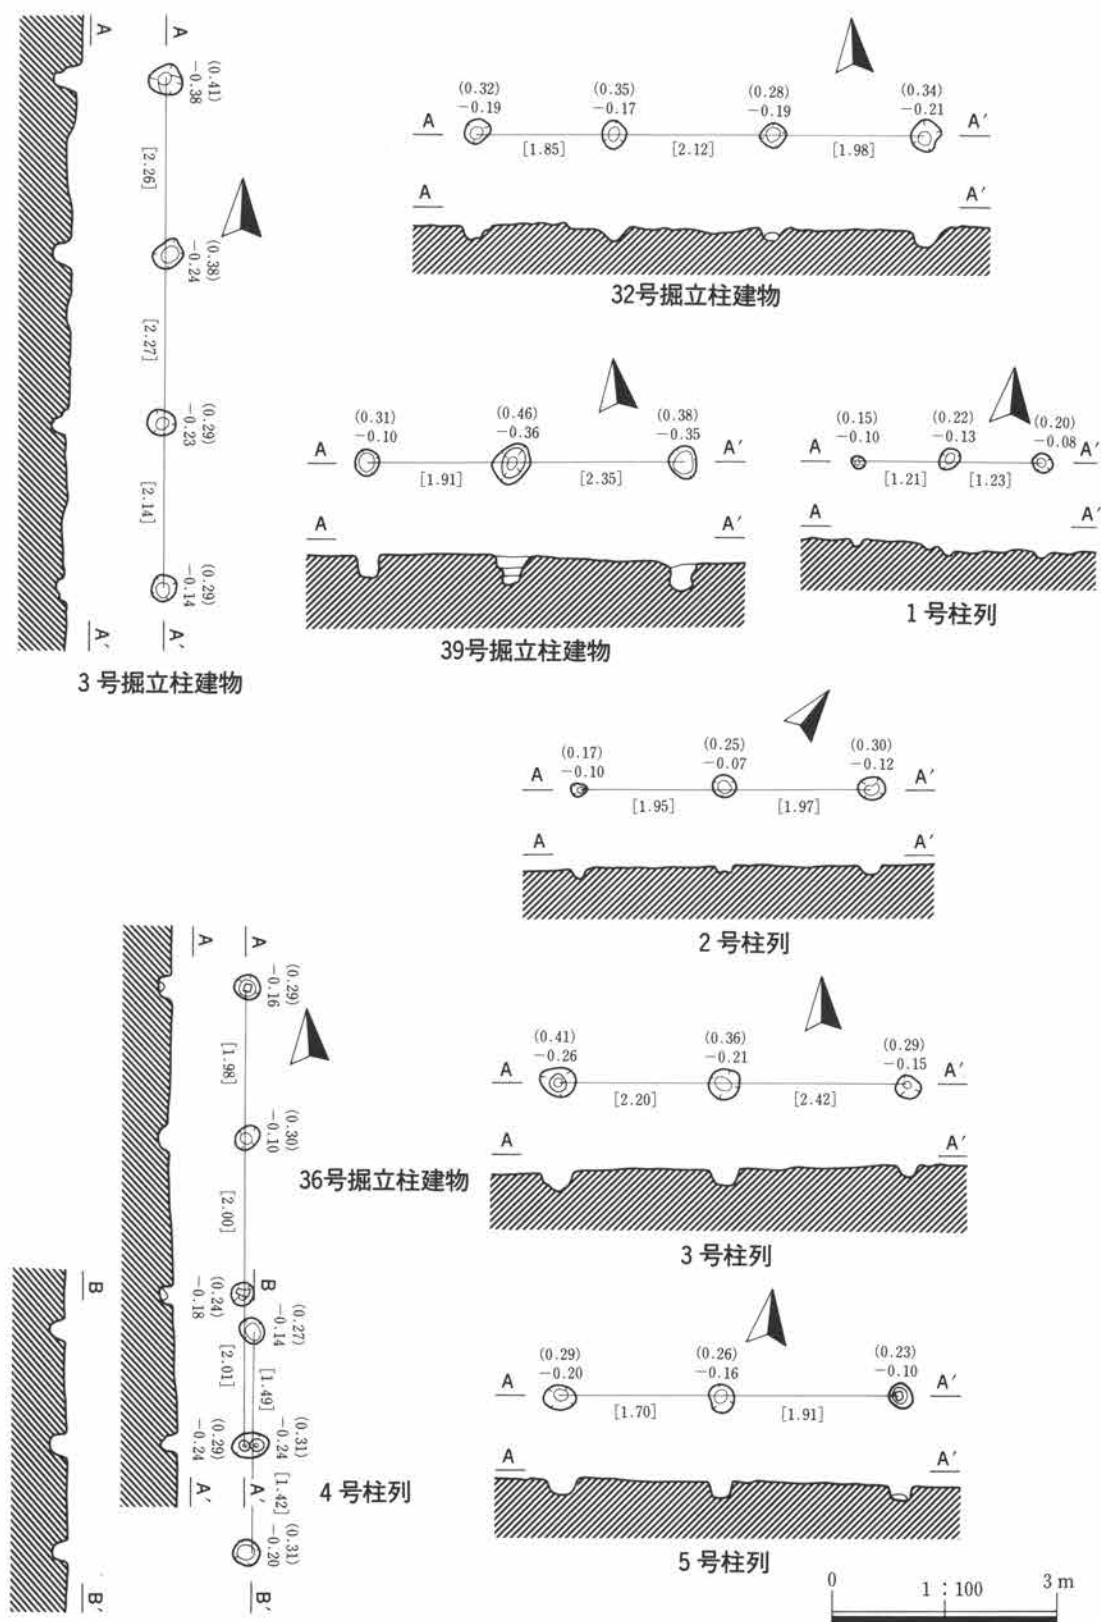 A
A
(0.41)
−0.38
[2.26]
(0.38)
−0.24
[2.27]
(0.29)
−0.23
[2.14]
(0.29)
−0.14
A′
A′
3号掘立柱建物
(0.32)
−0.19
(0.35)
−0.17
(0.28)
−0.19
(0.34)
−0.21
A
A′
[1.85]
[2.12]
[1.98]
A
A′
32号掘立柱建物
(0.31)
−0.10
(0.46)
−0.36
(0.38)
−0.35
A
A′
[1.91]
[2.35]
A
A′
39号掘立柱建物
(0.15)
−0.10
(0.22)
−0.13
(0.20)
−0.08
A
A′
[1.21]
[1.23]
A
A′
1号柱列
(0.17)
−0.10
(0.25)
−0.07
(0.30)
−0.12
A
A′
[1.95]
[1.97]
A
A′
2号柱列
A
A
(0.29)
−0.16
[1.98]
(0.30)
−0.10
36号掘立柱建物
[2.00]
B
B
(0.24)
−0.18
(0.27)
−0.14
[2.01]
[1.49]
(0.29)
−0.24
(0.31)
−0.24
A′
A′
[1.42]
4号柱列
(0.31)
−0.20
B′
B′
(0.41)
−0.26
(0.36)
−0.21
(0.29)
−0.15
A
A′
[2.20]
[2.42]
A
A′
3号柱列
(0.29)
−0.20
(0.26)
−0.16
(0.23)
−0.10
A
A′
[1.70]
[1.91]
A
A′
5号柱列
0
1:100
3m